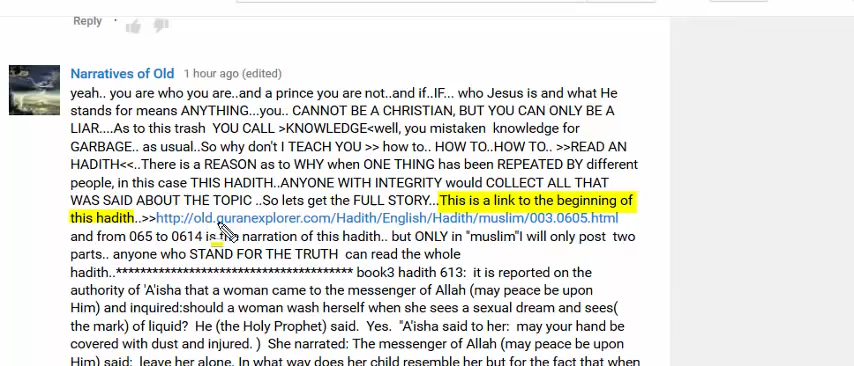 Reply ·
Narratives of Old 1 hour ago (edited)
yeah.. you are who you are..and a prince you are not..and if..IF... who Jesus is and what He
stands for means ANYTHING...you.. CANNOT BE A CHRISTIAN, BUT YOU CAN ONLY BE A
LIAR....As to this trash YOU CALL >KNOWLEDGE<well, you mistaken knowledge for
GARBAGE.. as usual..So why don't I TEACH YOU >> how to.. HOW TO..HOW TO.. >>READ AN
HADITH<<..There is a REASON as to WHY when ONE THING has been REPEATED BY different
people, in this case THIS HADITH..ANYONE WITH INTEGRITY would COLLECT ALL THAT
WAS SAID ABOUT THE TOPIC ..So lets get the FULL STORY...This is a link to the beginning of
this hadith..>>http://old.quranexplorer.com/Hadith/English/Hadith/muslim/003.0605.html
and from 065 to 0614 is the narration of this hadith.. but ONLY in "muslim"I will only post two
parts.. anyone who STAND FOR THE TRUTH can read the whole
hadith..*************************************** book3 hadith 613: it is reported on the
authority of 'A'isha that a woman came to the messenger of Allah (may peace be upon
Him) and inquired:should a woman wash herself when she sees a sexual dream and sees(
the mark) of liquid? He (the Holy Prophet) said. Yes. "A'isha said to her: may your hand be
covered with dust and injured. ) She narrated: The messenger of Allah (may peace be upon
Him) said: leave her alone. In what way does her child resemble her but for the fact that when